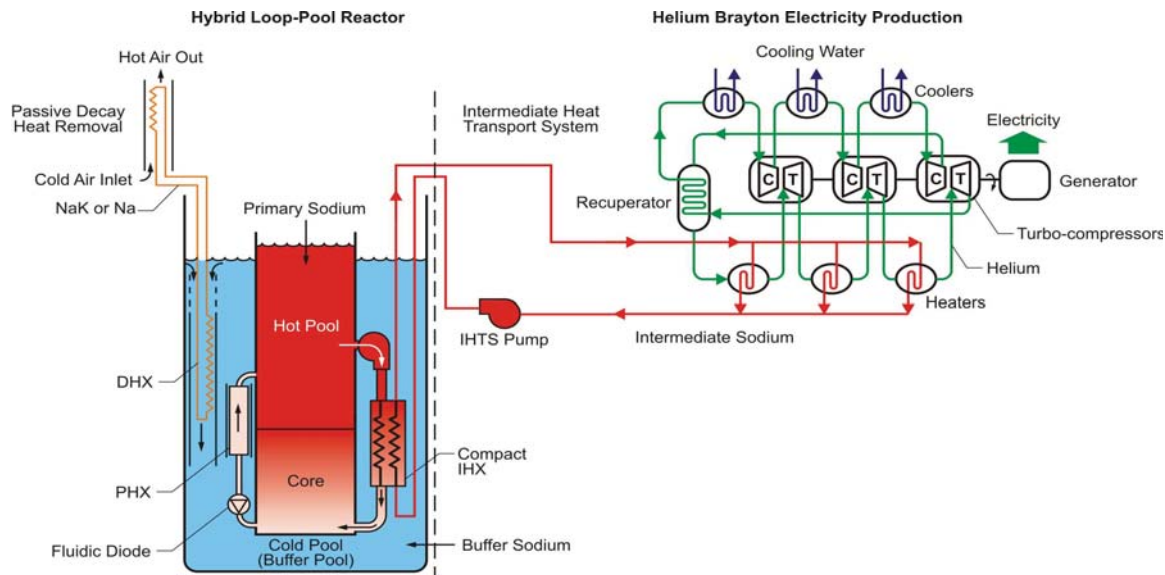 Hybrid Loop-Pool Reactor
Helium Brayton Electricity Production
Hot Air Out
Passive Decay
Heat Removal
Cold Air Inlet
NaK or Na
Primary Sodium
Hot Pool
Core
DHX
PHX
Fluidic Diode
Cold Pool
(Buffer Pool)
Compact
IHX
Buffer Sodium
Intermediate Heat
Transport System
IHTS Pump
Intermediate Sodium
Cooling Water
Coolers
Recuperator
C T
C T
C T
Electricity
Generator
Turbo-compressors
Helium
Heaters